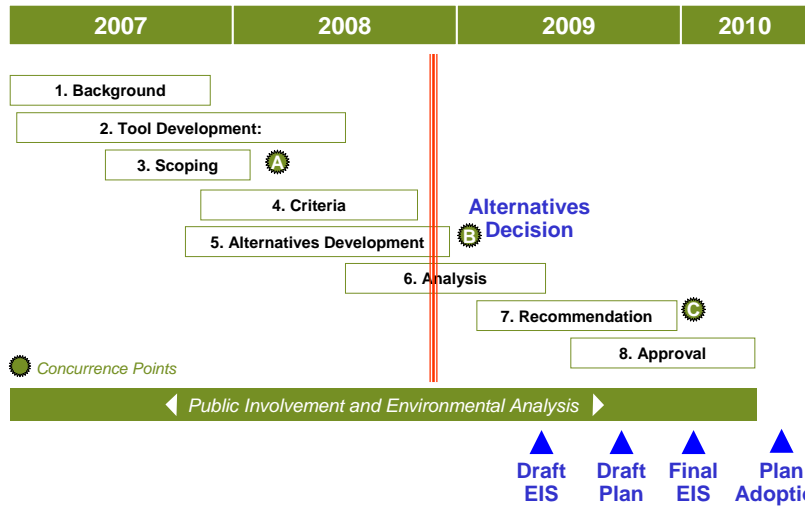 2007 2008 2009 2010
1. Background
2. Tool Development:
3. Scoping A
4. Criteria
Alternatives
Decision
5. Alternatives Development B
6. Analysis
7. Recommendation C
8. Approval
Concurrence Points
Public Involvement and Environmental Analysis
Draft
EIS
Draft
Plan
Final
EIS
Plan
Adoptio